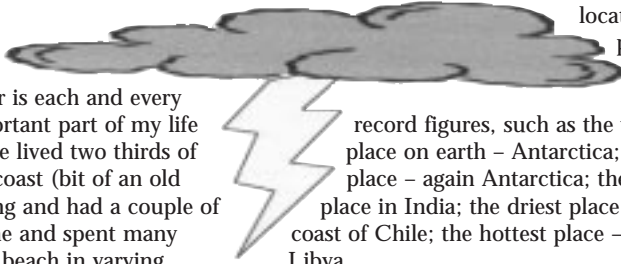 r is each and every
ortant part of my life
e lived two thirds of
coast (bit of an old
ng and had a couple of
ne and spent many
beach in varying
locat
record figures, such as the
place on earth – Antarctica;
place – again Antarctica; the
place in India; the driest place
coast of Chile; the hottest place –
Libya